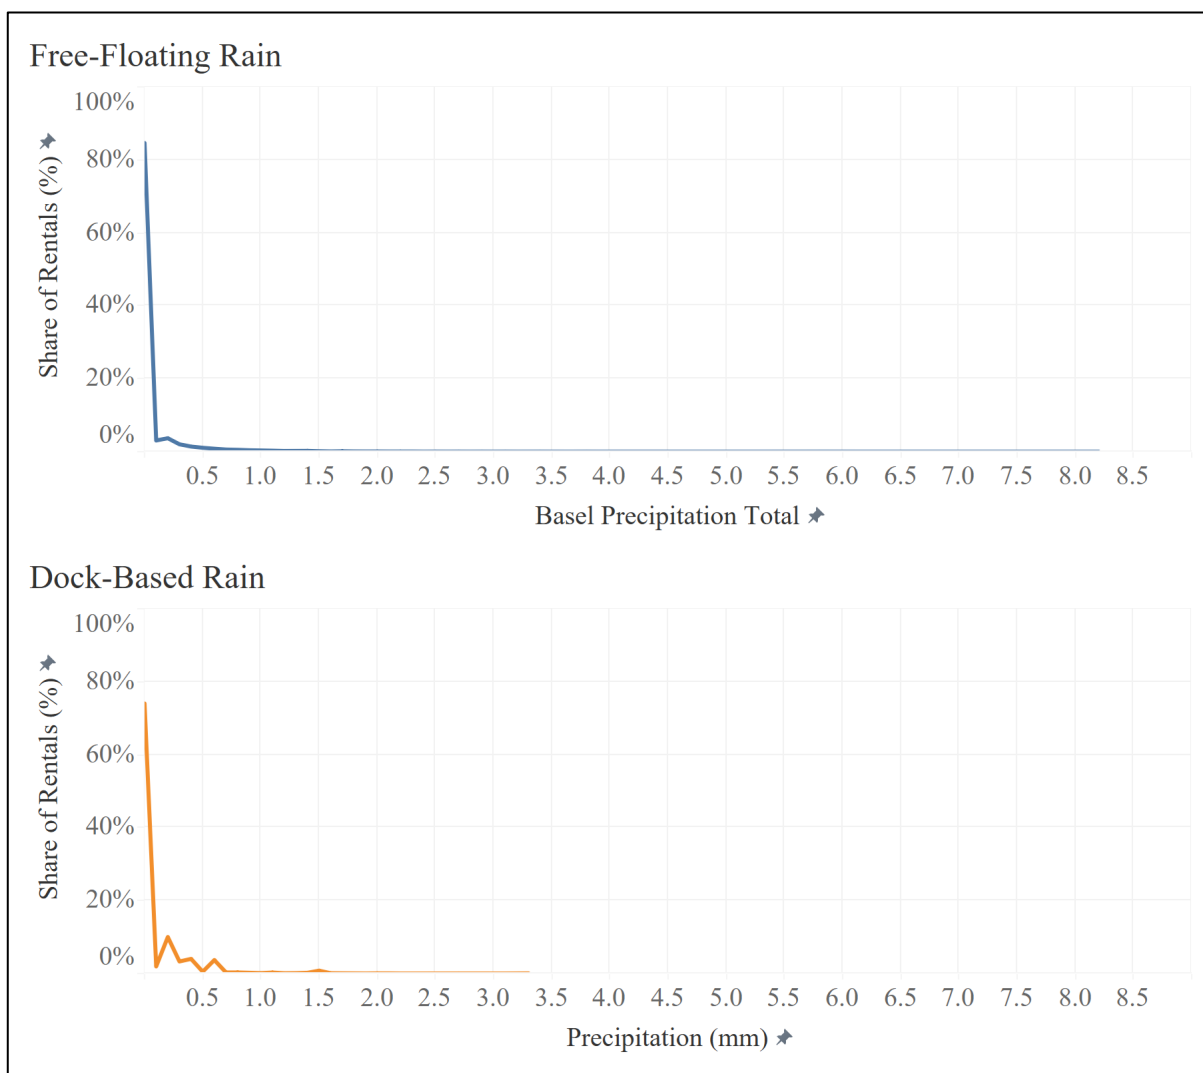 Free-Floating Rain
100%
80%
60%
40%
20%
0%
Share of Rentals (%)
0.5 1.0 1.5 2.0 2.5 3.0 3.5 4.0 4.5 5.0 5.5 6.0 6.5 7.0 7.5 8.0 8.5
Basel Precipitation Total
Dock-Based Rain
100%
80%
60%
40%
20%
0%
Share of Rentals (%)
0.5 1.0 1.5 2.0 2.5 3.0 3.5 4.0 4.5 5.0 5.5 6.0 6.5 7.0 7.5 8.0 8.5
Precipitation (mm)